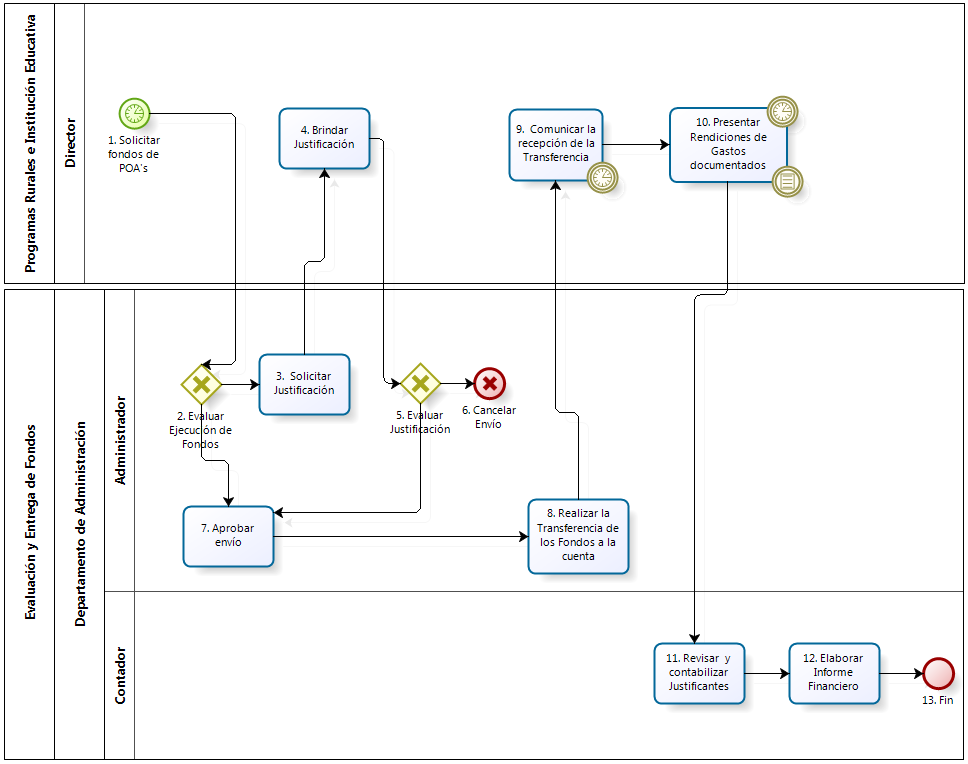 Programas Rurales e Institución Educativa
Director
1. Solicitar
fondos de
POA's
4. Brindar
Justificación
9. Comunicar la
recepción de la
Transferencia
10. Presentar
Rendiciones de
Gastos
documentados
Evaluación y Entrega de Fondos
Departamento de Administración
Administrador
2. Evaluar
Ejecución de
Fondos
3. Solicitar
Justificación
5. Evaluar
Justificación
6. Cancelar
Envío
7. Aprobar
envío
8. Realizar la
Transferencia de
los Fondos a la
cuenta
Contador
11. Revisar y
contabilizar
Justificantes
12. Elaborar
Informe
Financiero
13. Fin